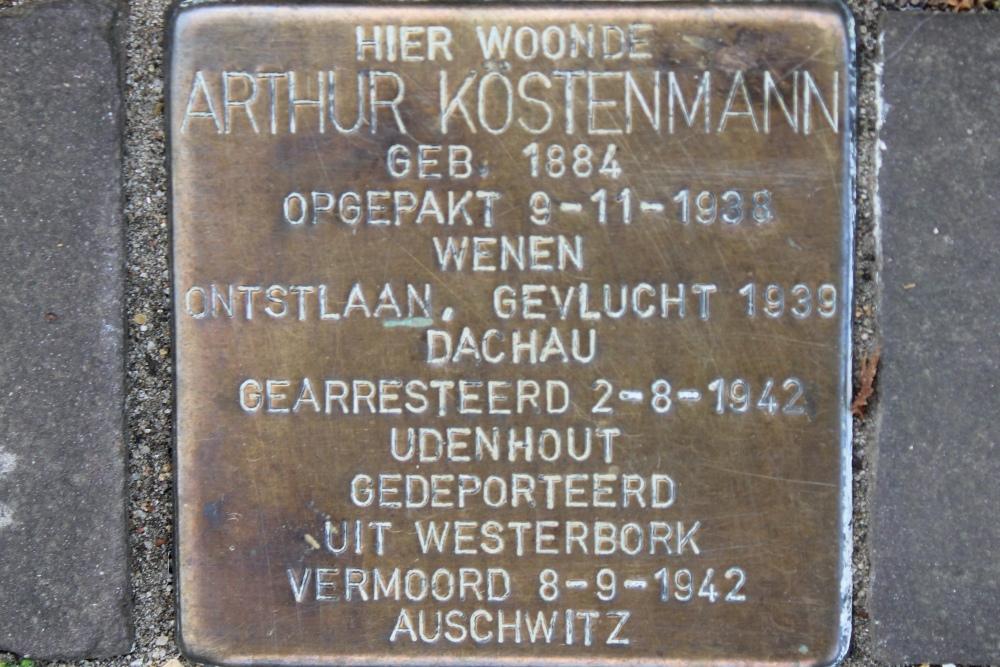 HIER WOONDE
ARTHUR KÖSTENMANN
GEB. 1884
OPGEPAKT 9-11-1938
WENEN
ONTSTLAAN, GEVLUCHT 1939
DACHAU
GEARRESTEERD 2-8-1942
UDENHOUT
GEDEPORTEERD
UIT WESTERBORK
VERMOORD 8-9-1942
AUSCHWITZ